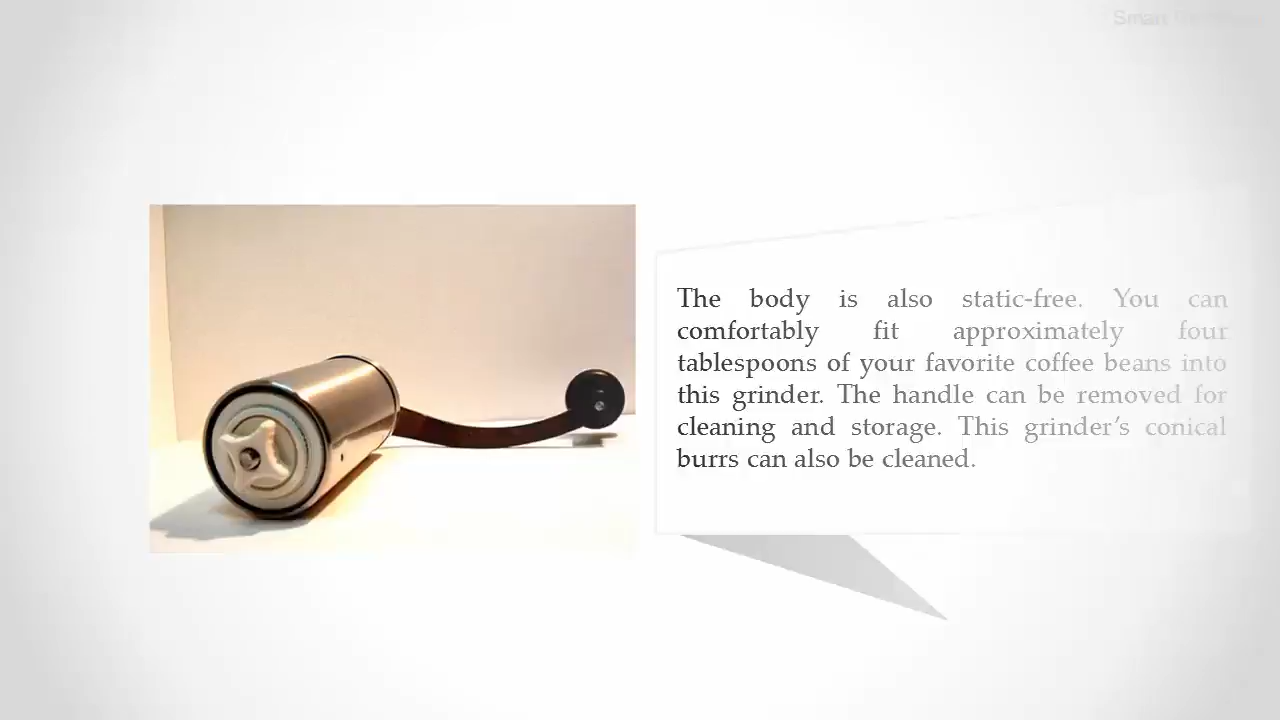 Smart
The body is also static-free. You can
comfortably fit approximately four
tablespoons of your favorite coffee beans into
this grinder. The handle can be removed for
cleaning and storage. This grinder’s conical
burrs can also be cleaned.